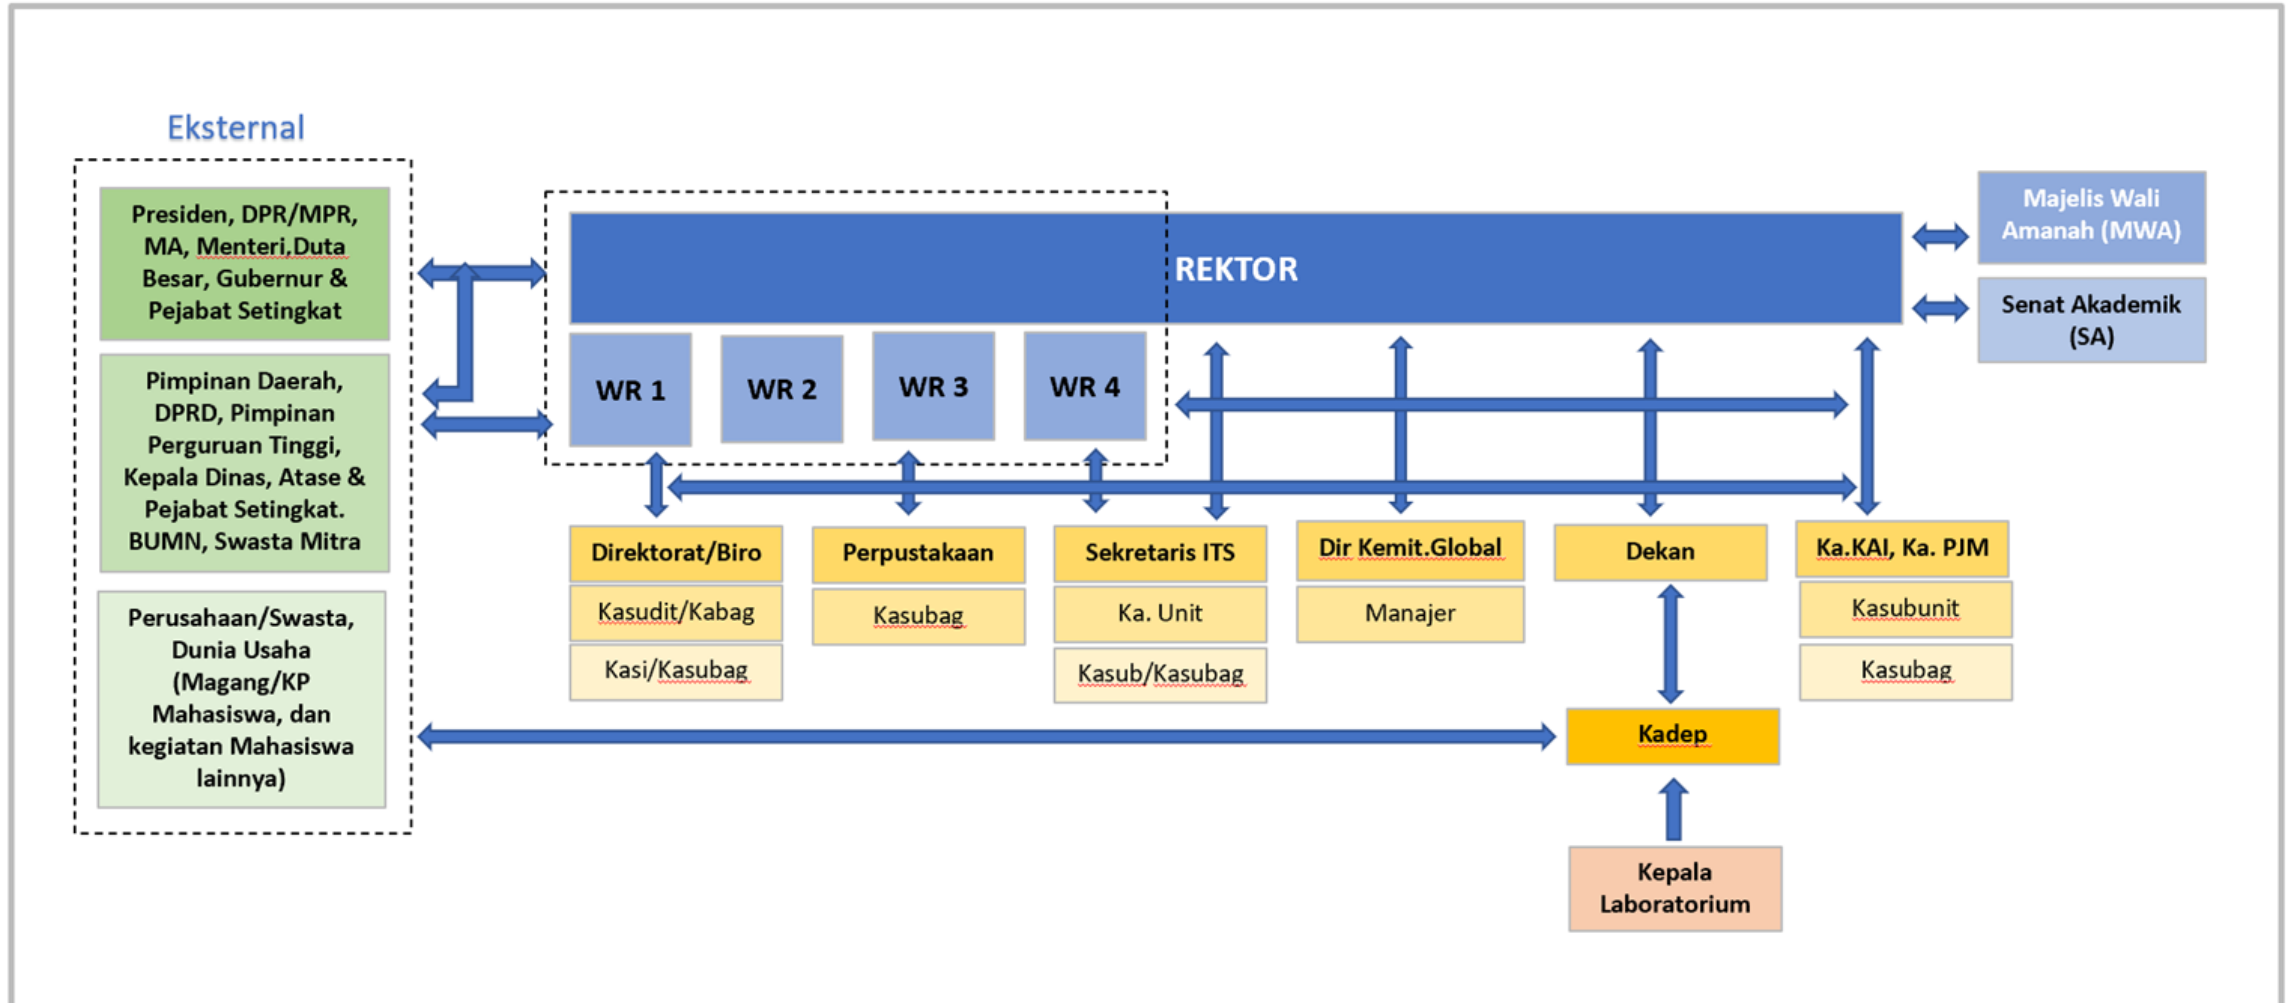 Eksternal
Presiden, DPR/MPR,
MA, Menteri,Duta
Besar, Gubernur &
Pejabat Setingkat
Pimpinan Daerah,
DPRD, Pimpinan
Perguruan Tinggi,
Kepala Dinas, Atase &
Pejabat Setingkat.
BUMN, Swasta Mitra
Perusahaan/Swasta,
Dunia Usaha
(Magang/KP
Mahasiswa, dan
kegiatan Mahasiswa
lainnya)
REKTOR
WR 1
WR 2
WR 3
WR 4
Majelis Wali
Amanah (MWA)
Senat Akademik
(SA)
Direktorat/Biro
Kasudit/Kabag
Kasi/Kasubag
Perpustakaan
Kasubag
Sekretaris ITS
Ka. Unit
Kasub/Kasubag
Dir Kemit.Global
Manajer
Dekan
Ka.KAI, Ka. PJM
Kasubunit
Kasubag
Kadep
Kepala
Laboratorium